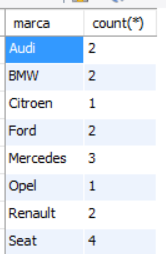 marca count(*)
Audi 2
BMW 2
Citroen 1
Ford 2
Mercedes 3
Opel 1
Renault 2
Seat 4